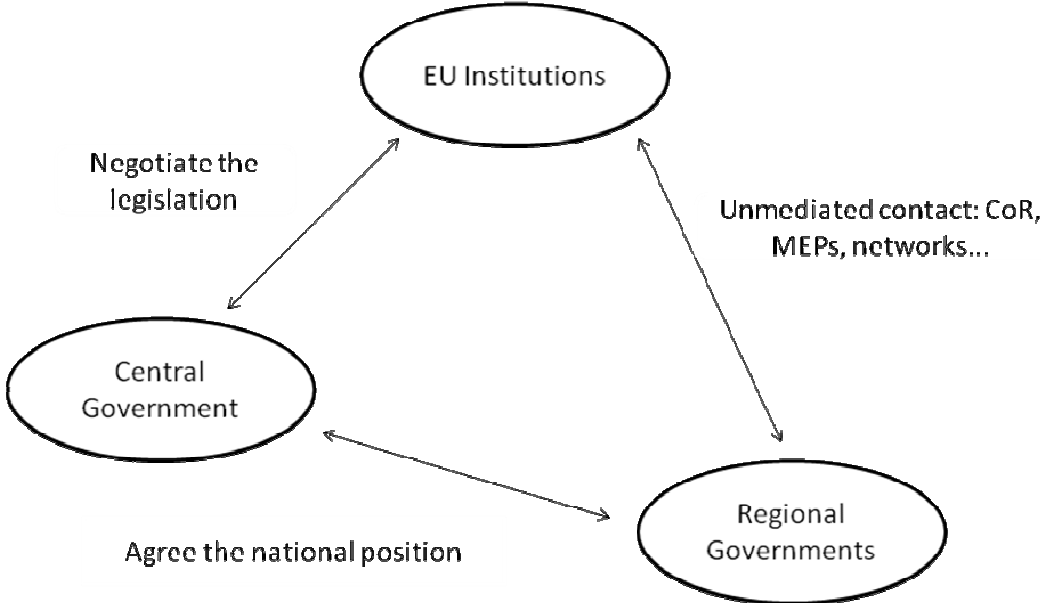 EU Institutions
Negotiate the
legislation
Unmediated contact: CoR,
MEPs, networks...
Central
Government
Regional
Governments
Agree the national position